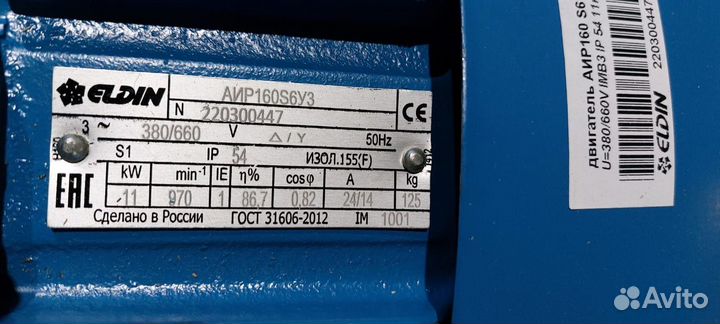 ELDIN
АИР160S6У3
N 220300447
CE
3 ~ 380/660 V Δ / Y 50Hz
S1 IP 54 ИЗОЛ.155(F)
EAC
kW min⁻¹ IE η% cosφ A kg
11 970 1 86.7 0,82 24/14 125
Сделано в России ГОСТ 31606-2012 IM 1001
двигатель АИР160 S6
U=380/660V IMB3 IP 54 11
220300447
ELDIN
Avito